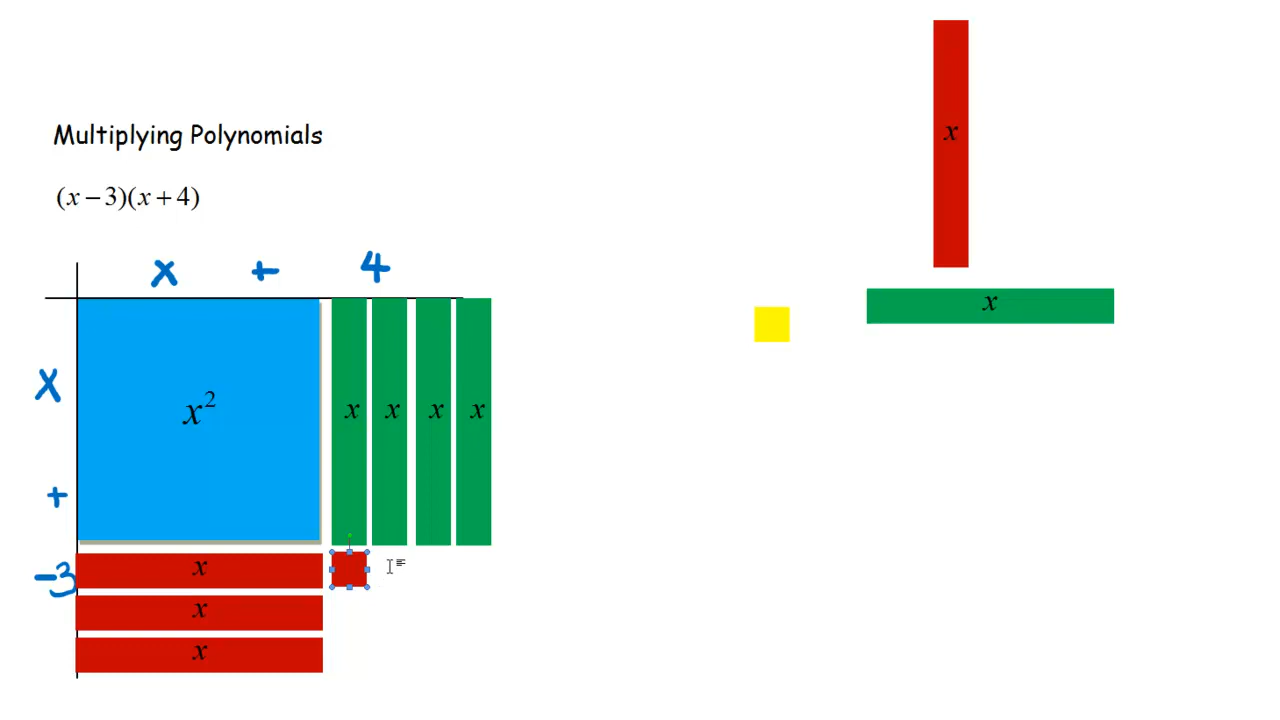 Multiplying Polynomials
(x − 3)(x + 4)
x + 4
x
+
−3
x²
x x x x
x
x
x
x
x